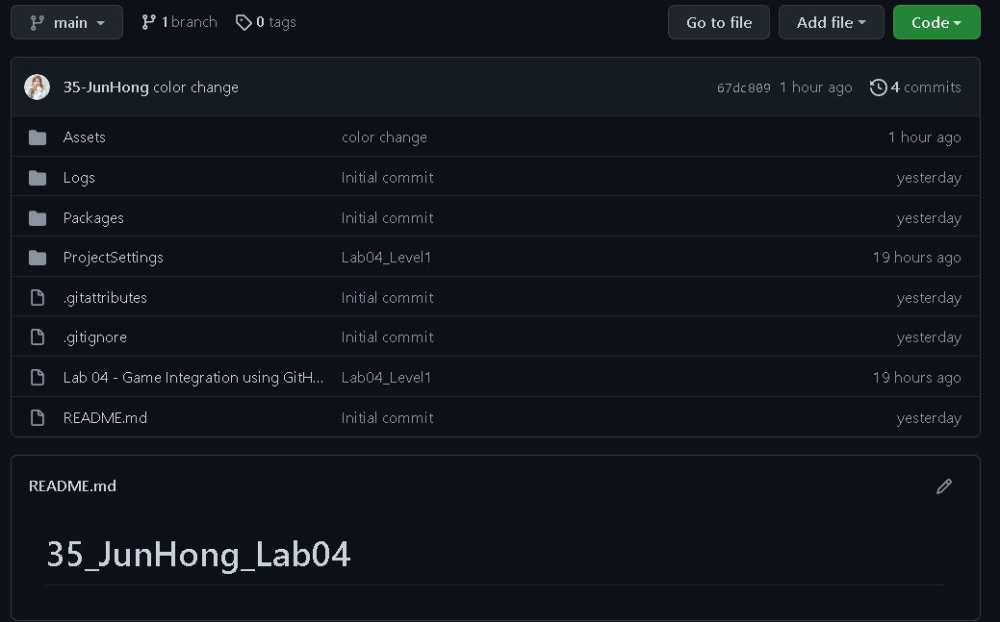 main 1 branch 0 tags Go to file Add file Code
35-JunHong color change 67dc809 1 hour ago 4 commits
Assets color change 1 hour ago
Logs Initial commit yesterday
Packages Initial commit yesterday
ProjectSettings Lab04_Level1 19 hours ago
.gitattributes Initial commit yesterday
.gitignore Initial commit yesterday
Lab 04 - Game Integration using GitH... Lab04_Level1 19 hours ago
README.md Initial commit yesterday
README.md
35_JunHong_Lab04